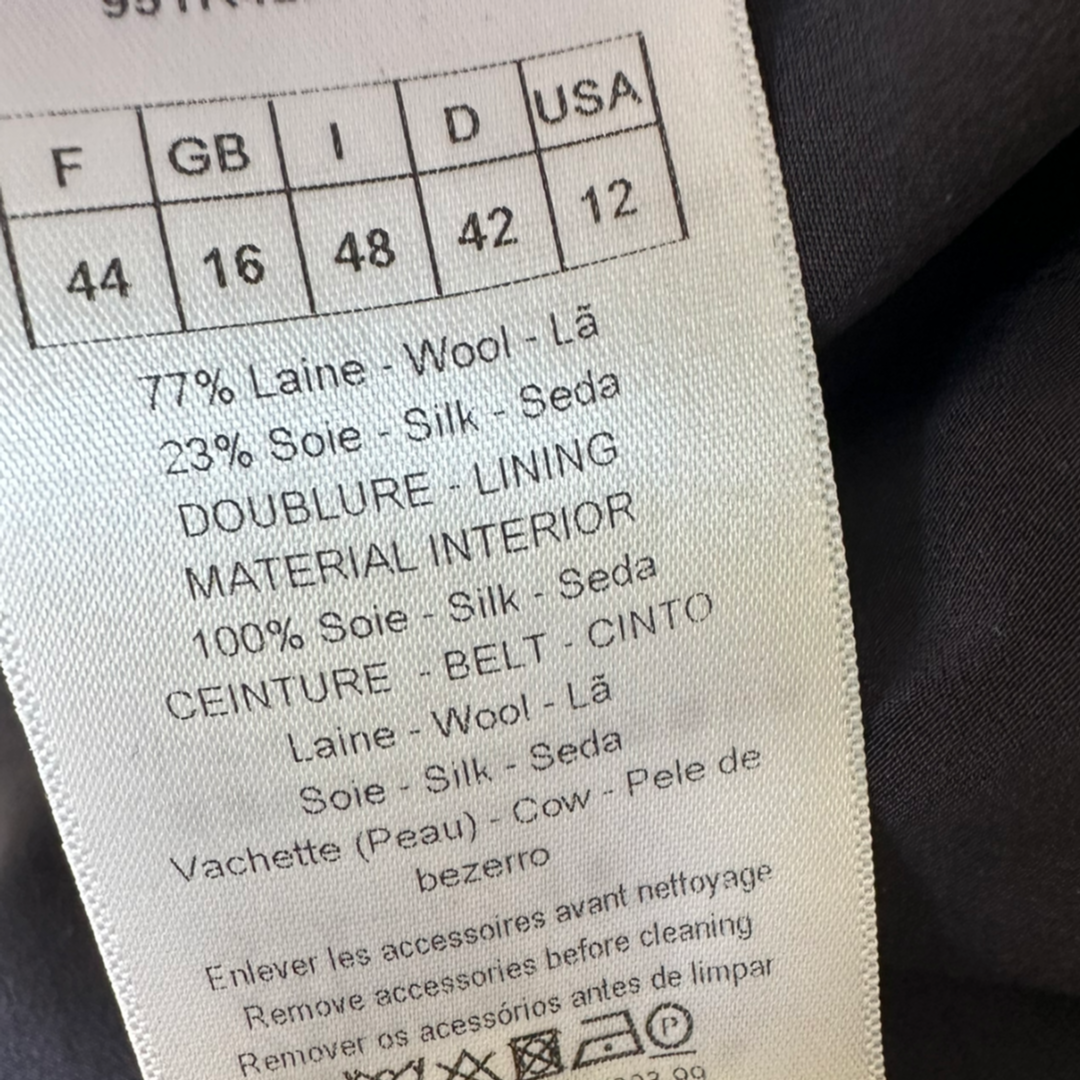 F GB I D USA
44 16 48 42 12
77% Laine - Wool - Lã
23% Soie - Silk - Seda
DOUBLURE - LINING
MATERIAL INTERIOR
100% Soie - Silk - Seda
CEINTURE - BELT - CINTO
Laine - Wool - Lã
Soie - Silk - Seda
Vachette (Peau) - Cow - Pele de
bezerro
Enlever les accessoires avant nettoyage
Remove accessories before cleaning
Remover os acessórios antes de limpar
P